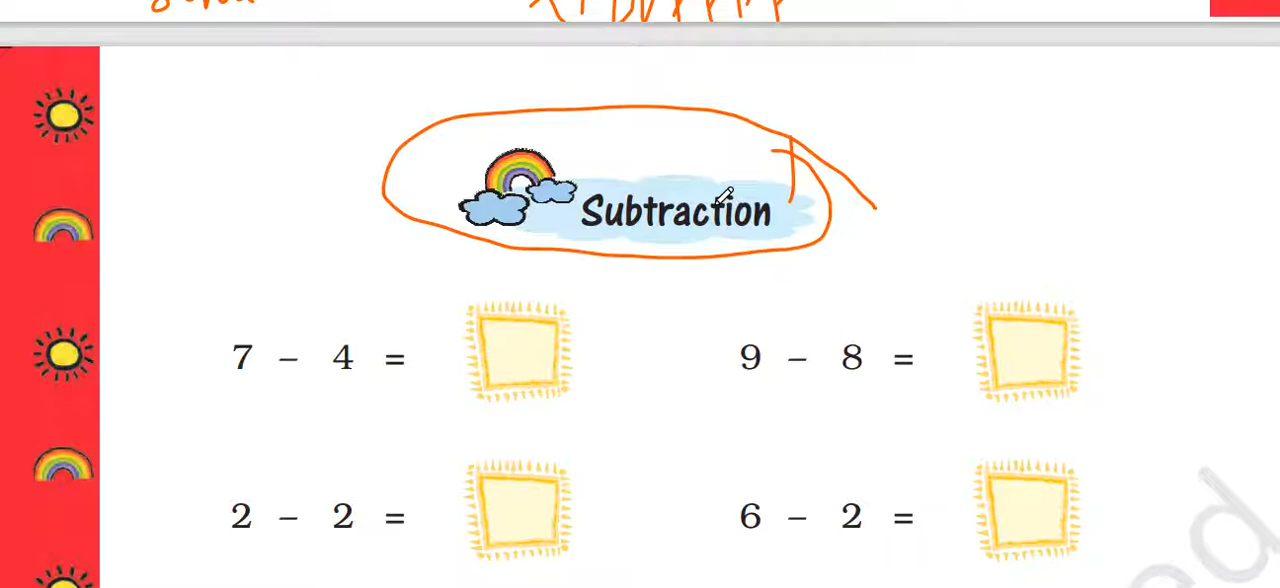 Subtraction
7 - 4 =
9 - 8 =
2 - 2 =
6 - 2 =